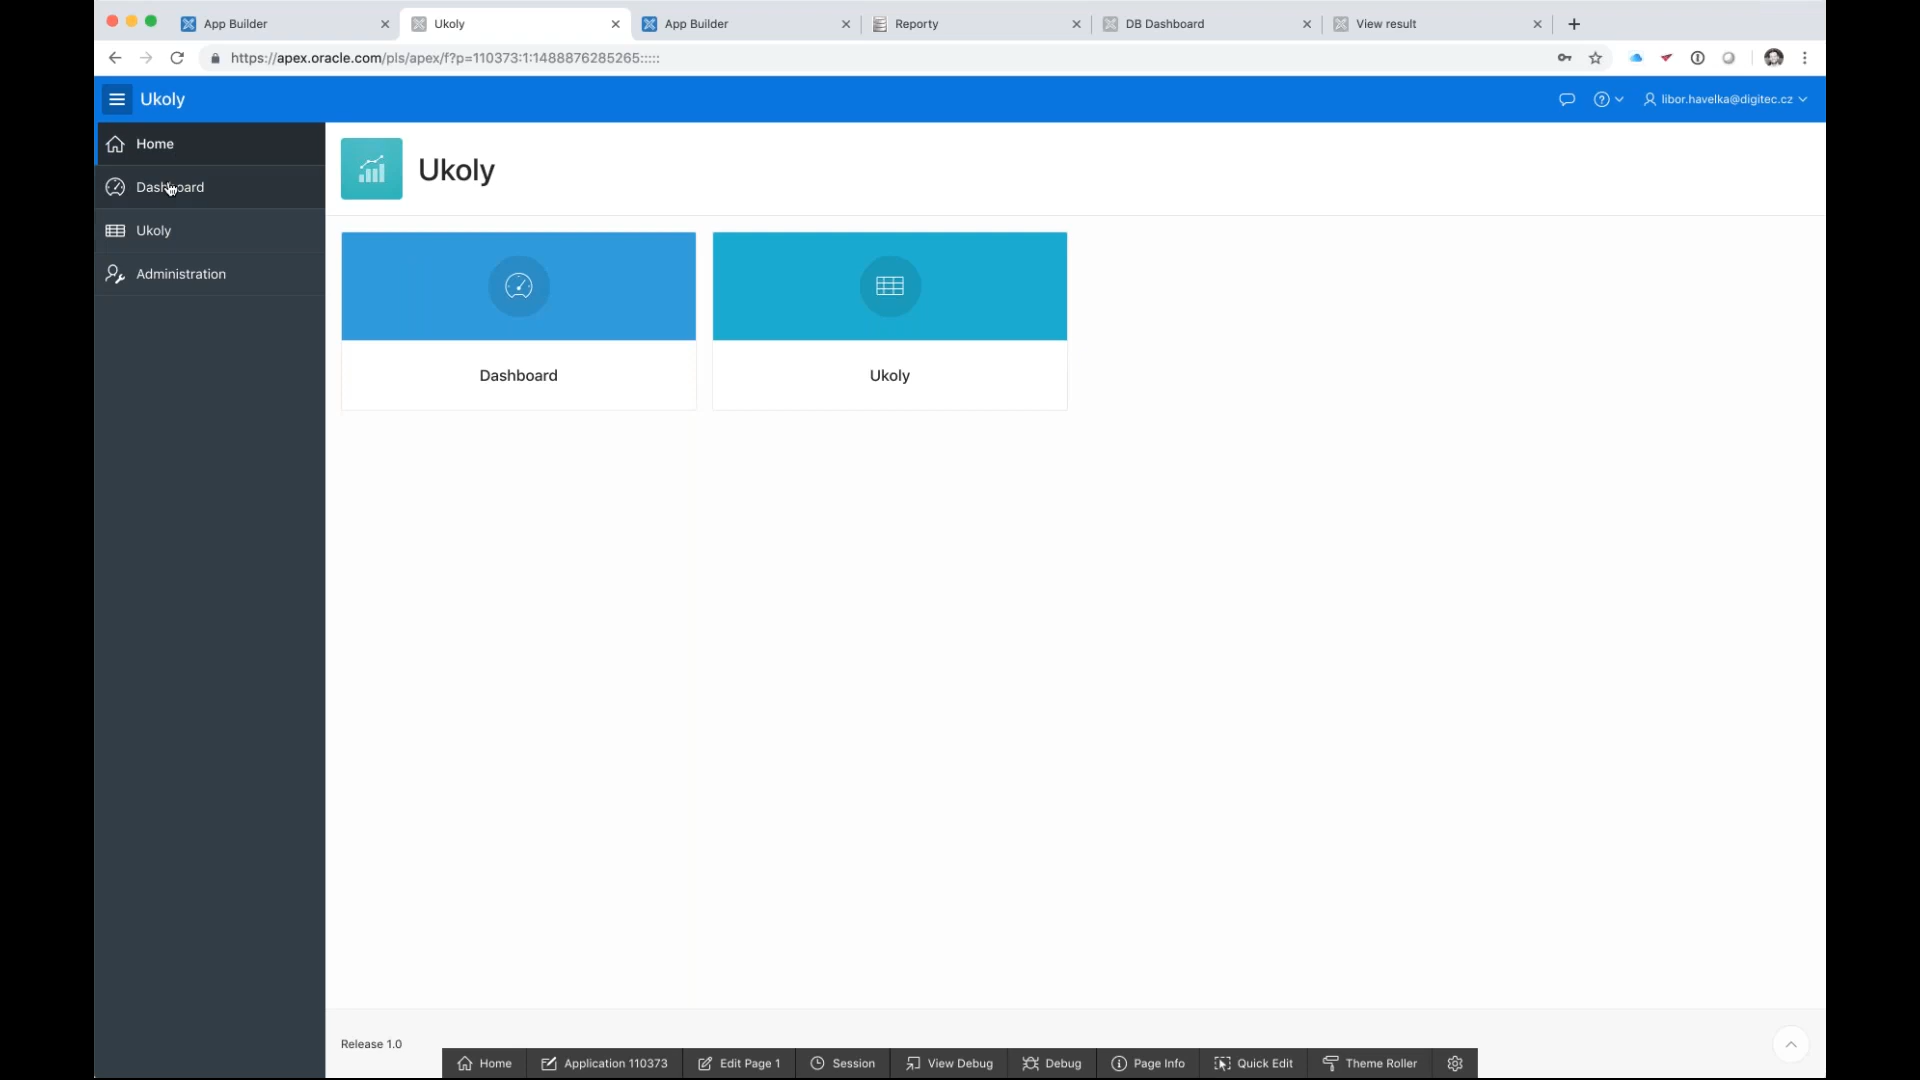 App Builder
Ukoly
App Builder
Reporty
DB Dashboard
View result
https://apex.oracle.com/pls/apex/f?p=110373:1:1488876285265:::::
Ukoly
libor.havelka@digitec.cz
Home
Dashboard
Ukoly
Administration
Ukoly
Dashboard
Ukoly
Release 1.0
Home
Application 110373
Edit Page 1
Session
View Debug
Debug
Page Info
Quick Edit
Theme Roller